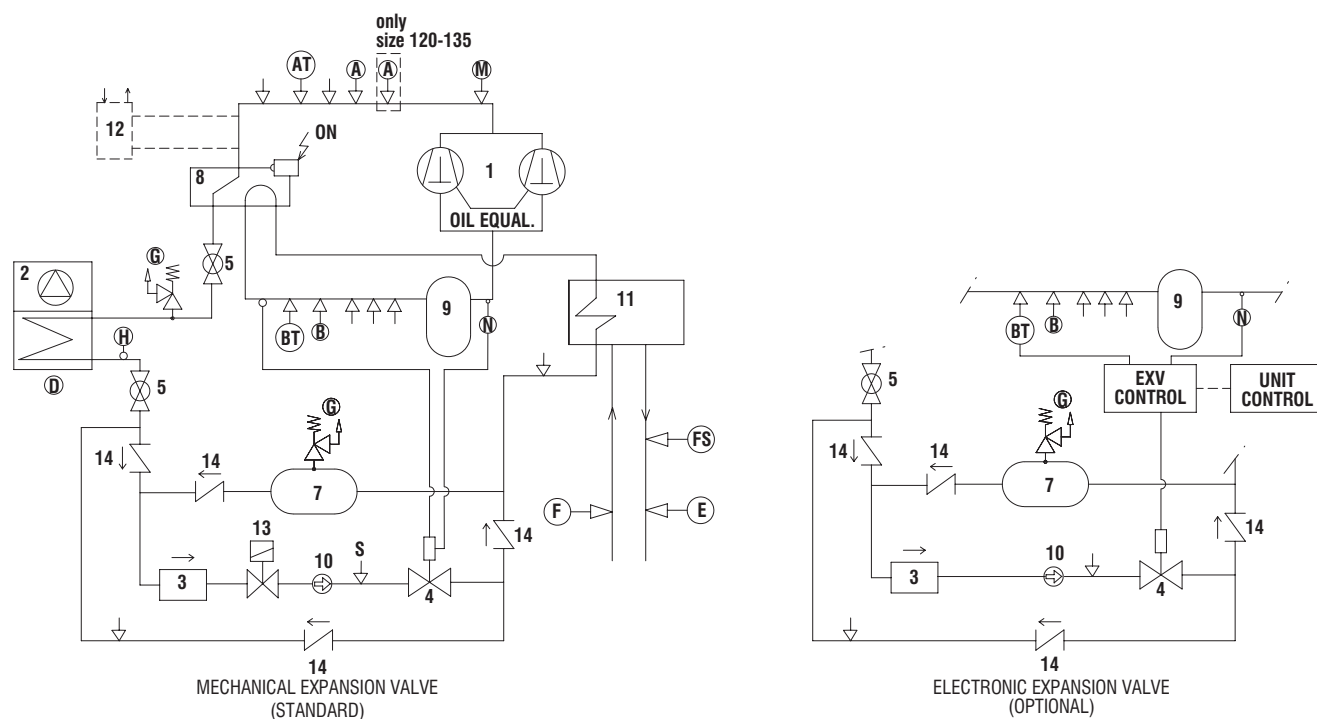 only
size 120-135
AT
A
A
M
12
ON
8
1
OIL EQUAL.
G
5
2
H
D
5
BT
B
9
N
11
G
14
14
7
FS
F
E
13
10
S
14
3
4
14
MECHANICAL EXPANSION VALVE
(STANDARD)
9
BT
B
N
5
EXV
CONTROL
UNIT
CONTROL
G
14
14
7
14
10
3
4
14
ELECTRONIC EXPANSION VALVE
(OPTIONAL)